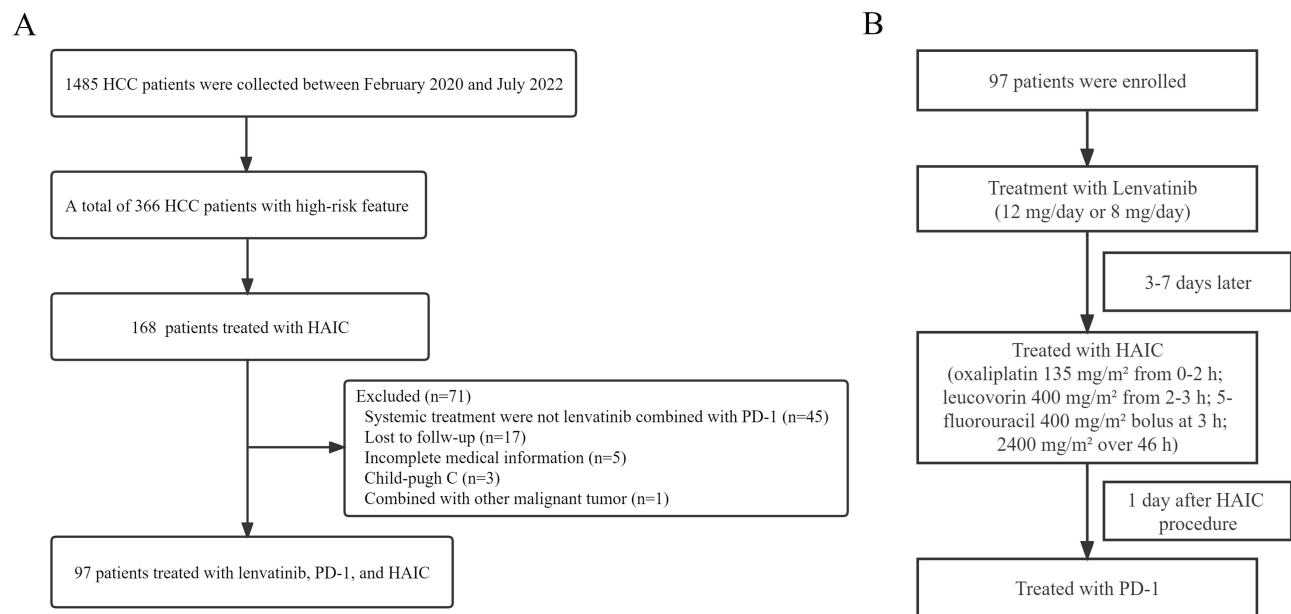 A
1485 HCC patients were collected between February 2020 and July 2022
A total of 366 HCC patients with high-risk feature
168 patients treated with HAIC
Excluded (n=71)
Systemic treatment were not lenvatinib combined with PD-1 (n=45)
Lost to follw-up (n=17)
Incomplete medical information (n=5)
Child-pugh C (n=3)
Combined with other malignant tumor (n=1)
97 patients treated with lenvatinib, PD-1, and HAIC
B
97 patients were enrolled
Treatment with Lenvatinib
(12 mg/day or 8 mg/day)
3-7 days later
Treated with HAIC
(oxaliplatin 135 mg/m² from 0-2 h;
leucovorin 400 mg/m² from 2-3 h; 5-
fluorouracil 400 mg/m² bolus at 3 h;
2400 mg/m² over 46 h)
1 day after HAIC
procedure
Treated with PD-1